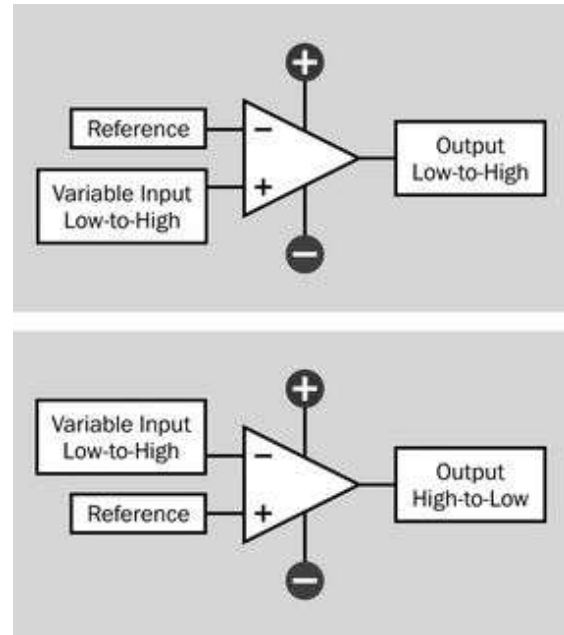 +
Reference
−
Output
Low-to-High
Variable Input
Low-to-High
+
−
+
Variable Input
Low-to-High
−
Output
High-to-Low
Reference
+
−